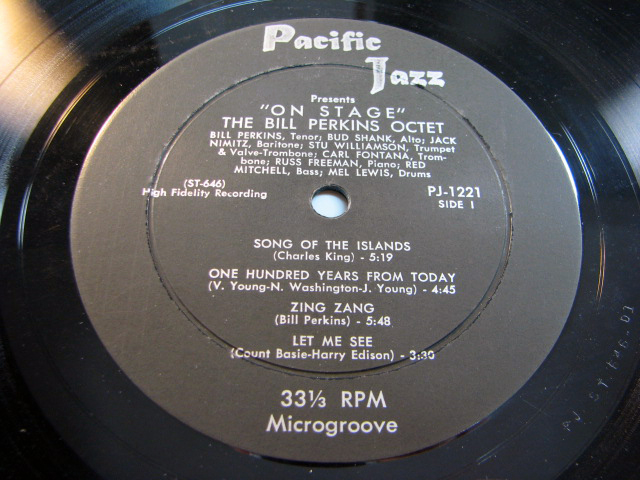 Pacific
Jazz
Presents
"ON STAGE"
THE BILL PERKINS OCTET
BILL PERKINS, Tenor; BUD SHANK, Alto; JACK
NIMITZ, Baritone; STU WILLIAMSON, Trumpet
& Valve-Trombone; CARL FONTANA, Trom-
bone; RUSS FREEMAN, Piano; RED
MITCHELL, Bass; MEL LEWIS, Drums
(ST-646)
High Fidelity Recording
PJ-1221
SIDE 1
SONG OF THE ISLANDS
(Charles King) - 5:19
ONE HUNDRED YEARS FROM TODAY
(V. Young-N. Washington-J. Young) - 4:45
ZING ZANG
(Bill Perkins) - 5:48
LET ME SEE
(Count Basie-Harry Edison) - 3:30
33⅓ RPM
Microgroove